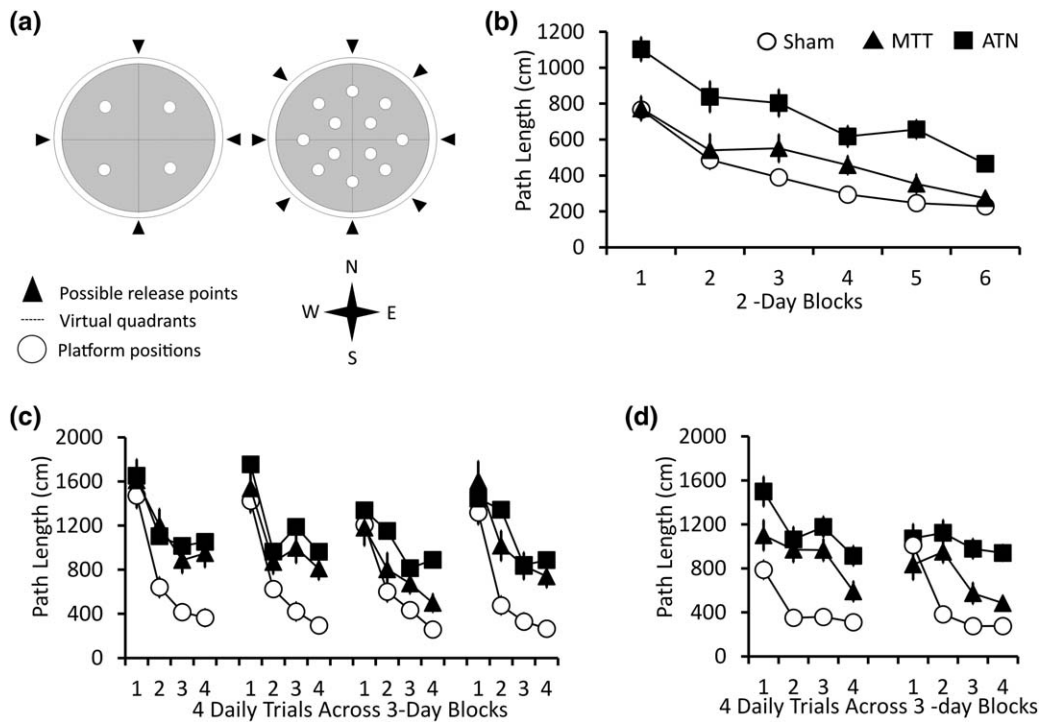 (a)
N
W E
S
Possible release points
Virtual quadrants
Platform positions
(b)
Path Length (cm)
1200
1000
800
600
400
200
0
Sham MTT ATN
1 2 3 4 5 6
2 -Day Blocks
(c)
Path Length (cm)
2000
1600
1200
800
400
0
1 2 3 4 1 2 3 4 1 2 3 4 1 2 3 4
4 Daily Trials Across 3-Day Blocks
(d)
Path Length (cm)
2000
1600
1200
800
400
0
1 2 3 4 1 2 3 4
4 Daily Trials Across 3 -day Blocks